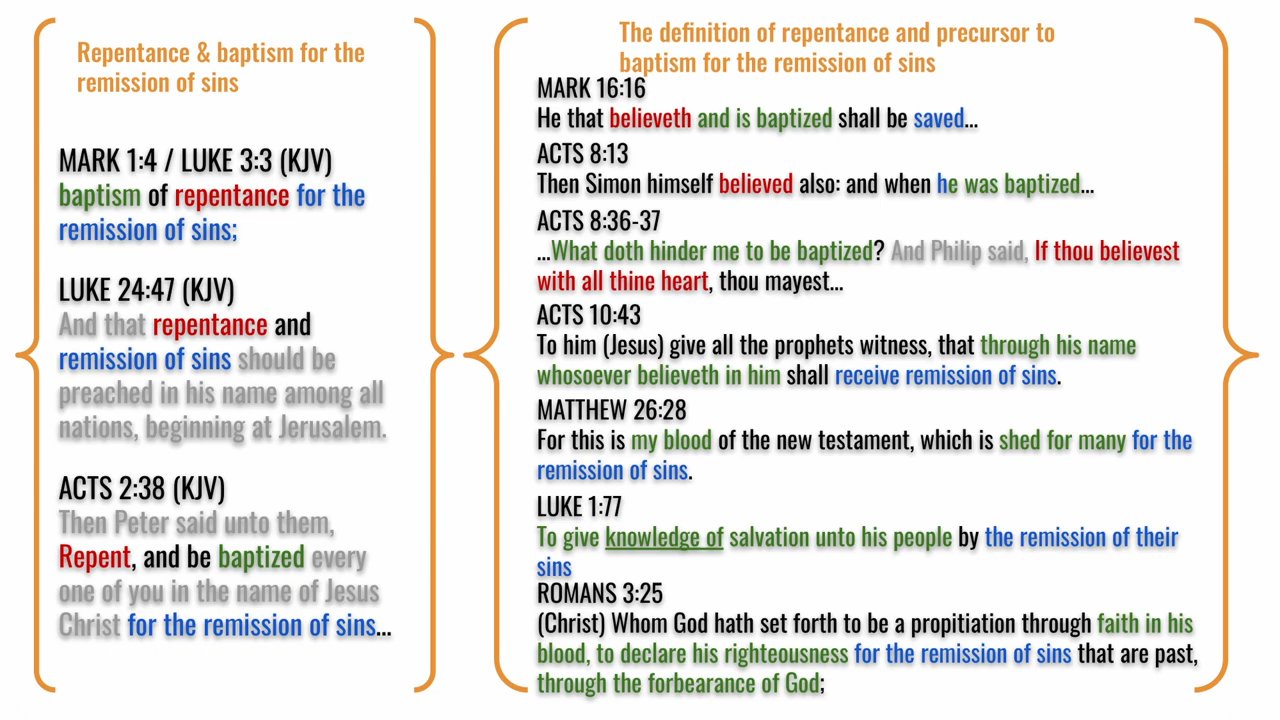 Repentance & baptism for the
remission of sins
MARK 1:4 / LUKE 3:3 (KJV)
baptism of repentance for the
remission of sins;
LUKE 24:47 (KJV)
And that repentance and
remission of sins should be
preached in his name among all
nations, beginning at Jerusalem.
ACTS 2:38 (KJV)
Then Peter said unto them,
Repent, and be baptized every
one of you in the name of Jesus
Christ for the remission of sins...
The definition of repentance and precursor to
baptism for the remission of sins
MARK 16:16
He that believeth and is baptized shall be saved...
ACTS 8:13
Then Simon himself believed also: and when he was baptized...
ACTS 8:36-37
...What doth hinder me to be baptized? And Philip said, If thou believest
with all thine heart, thou mayest...
ACTS 10:43
To him (Jesus) give all the prophets witness, that through his name
whosoever believeth in him shall receive remission of sins.
MATTHEW 26:28
For this is my blood of the new testament, which is shed for many for the
remission of sins.
LUKE 1:77
To give knowledge of salvation unto his people by the remission of their
sins
ROMANS 3:25
(Christ) Whom God hath set forth to be a propitiation through faith in his
blood, to declare his righteousness for the remission of sins that are past,
through the forbearance of God;